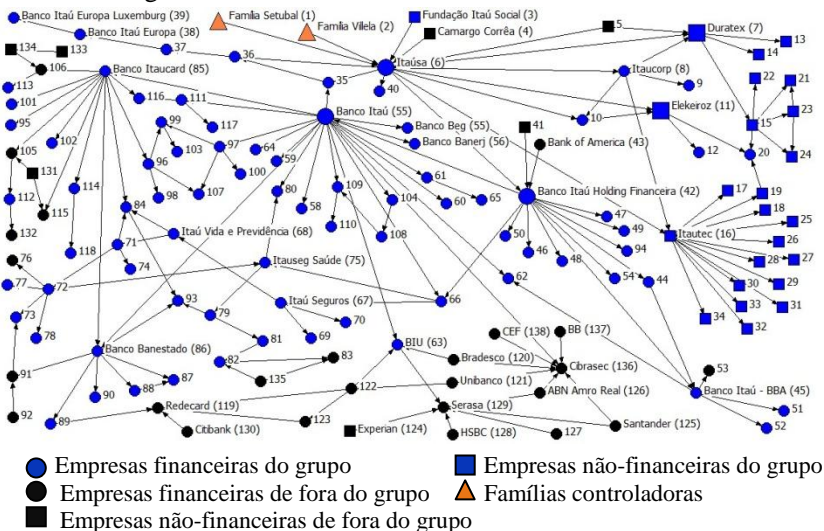 Banco Itaú Europa Luxemburg (39)
Família Setubal (1)
Família Vilela (2)
Fundação Itaú Social (3)
Camargo Corrêa (4)
5
Duratex (7)
13
14
Banco Itaú Europa (38)
37
36
134
133
106
113
Banco Itaucard (85)
35
Itaúsa (6)
40
Itaucorp (8)
9
22
21
101
116
111
117
95
102
99
103
97
100
96
98
107
64
59
Banco Itaú (55)
Banco Beg (55)
Banco Banerj (56)
10
Elekeiroz (11)
12
15
23
24
20
41
Bank of America (43)
105
131
112
115
132
114
118
84
80
58
109
110
104
108
61
60
65
Banco Itaú Holding Financeira (42)
47
49
94
50
46
48
54
44
17
19
18
25
26
27
28
Itautec (16)
30
29
33
31
34
32
71
74
Itaú Vida e Previdência (68)
76
77
72
73
78
Itauseg Saúde (75)
62
66
93
79
Itaú Seguros (67)
70
69
81
82
83
135
Banco Banestado (86)
91
92
90
88
87
89
BIU (63)
CEF (138)
BB (137)
Bradesco (120)
Cibrasec (136)
Unibanco (121)
ABN Amro Real (126)
53
Banco Itaú - BBA (45)
51
52
122
Redecard (119)
123
Citibank (130)
Experian (124)
Serasa (129)
HSBC (128)
127
Santander (125)
Empresas financeiras do grupo
Empresas não-financeiras do grupo
Empresas financeiras de fora do grupo
Famílias controladoras
Empresas não-financeiras de fora do grupo